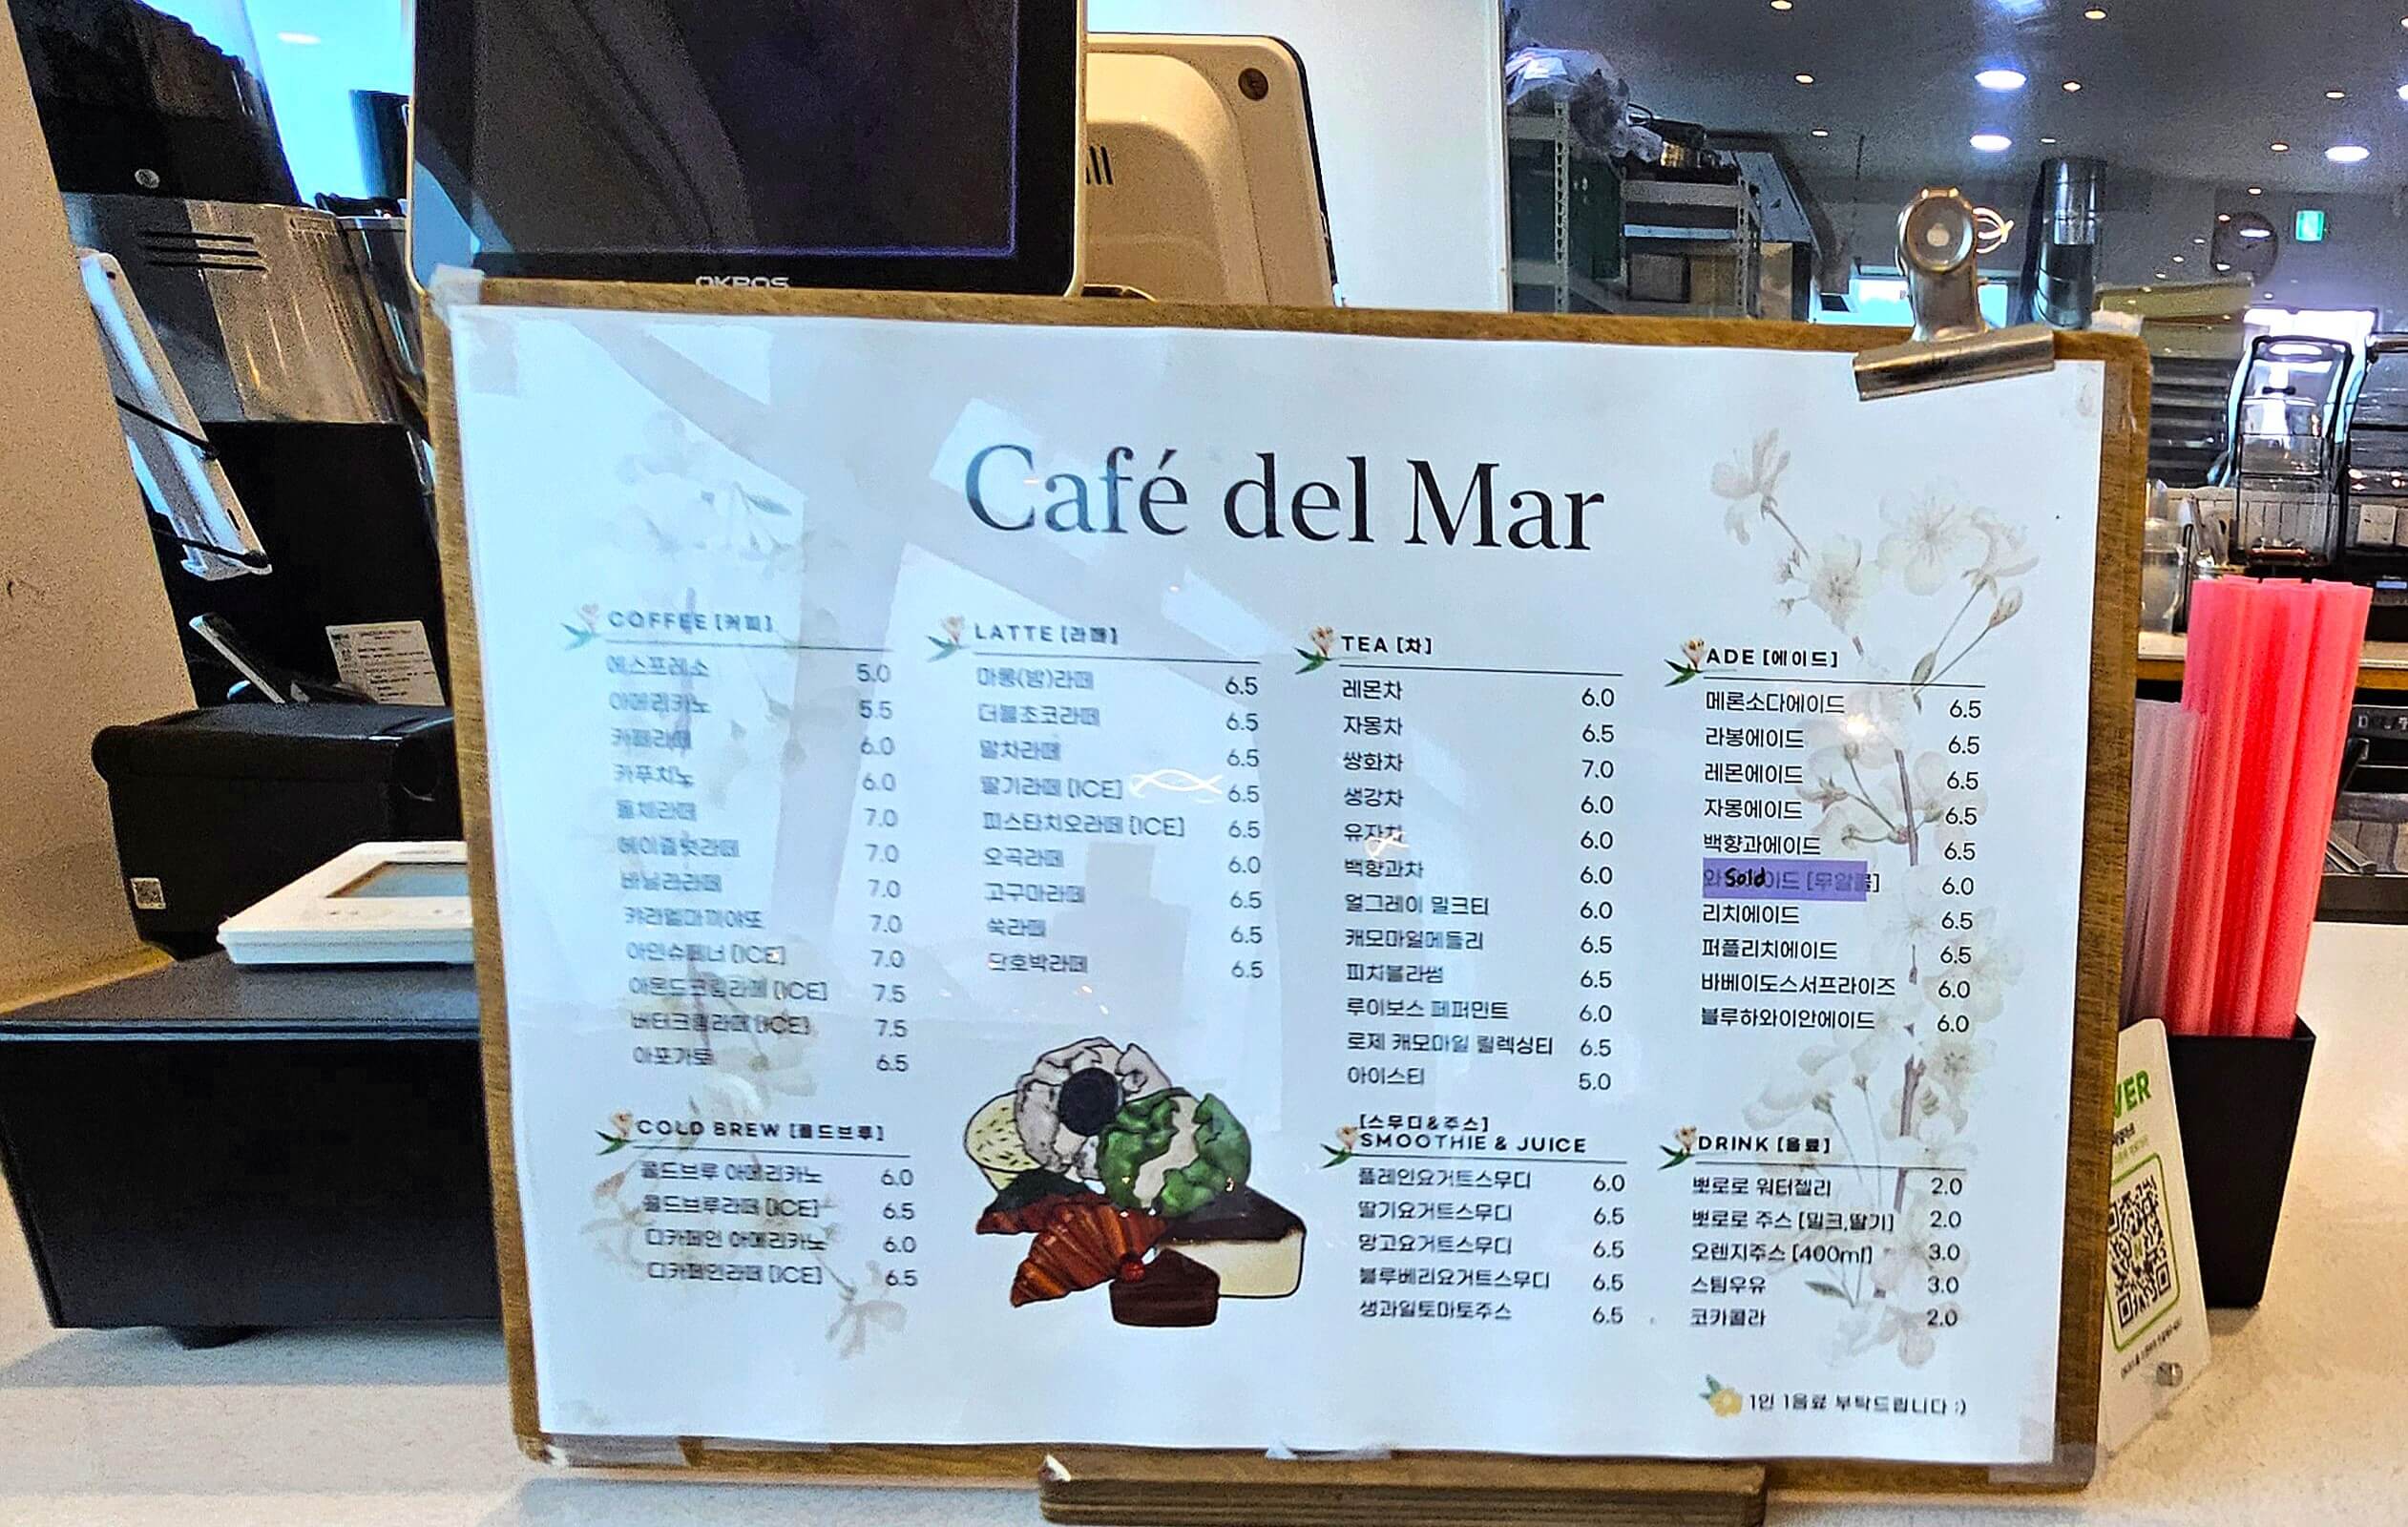 OKPOS
Café del Mar
COFFEE [커피]
에스프레소 5.0
아메리카노 5.5
카페라떼 6.0
카푸치노 6.0
돌체라떼 7.0
헤이즐넛라떼 7.0
바닐라라떼 7.0
캬라멜마끼야또 7.0
아인슈페너 [ICE] 7.0
아몬드크림라떼 [ICE] 7.5
버터크림라떼 [ICE] 7.5
아포가토 6.5
COLD BREW [콜드브루]
콜드브루 아메리카노 6.0
콜드브루라떼 [ICE] 6.5
디카페인 아메리카노 6.0
디카페인라떼 [ICE] 6.5
LATTE [라떼]
마롱(밤)라떼 6.5
더블초코라떼 6.5
말차라떼 6.5
딸기라떼 [ICE] 6.5
피스타치오라떼 [ICE] 6.5
오곡라떼 6.0
고구마라떼 6.5
쑥라떼 6.5
단호박라떼 6.5
TEA [차]
레몬차 6.0
자몽차 6.5
쌍화차 7.0
생강차 6.0
유자차 6.0
백향과차 6.0
얼그레이 밀크티 6.0
캐모마일메들리 6.5
피치블라썸 6.5
루이보스 페퍼민트 6.0
로제 캐모마일 릴렉싱티 6.5
아이스티 5.0
[스무디&주스]
SMOOTHIE & JUICE
플레인요거트스무디 6.0
딸기요거트스무디 6.5
망고요거트스무디 6.5
블루베리요거트스무디 6.5
생과일토마토주스 6.5
ADE [에이드]
메론소다에이드 6.5
라봉에이드 6.5
레몬에이드 6.5
자몽에이드 6.5
백향과에이드 6.5
Sold [무알콜] 6.0
리치에이드 6.5
퍼플리치에이드 6.5
바베이도스서프라이즈 6.0
블루하와이안에이드 6.0
DRINK [음료]
뽀로로 워터젤리 2.0
뽀로로 주스 [밀크,딸기] 2.0
오렌지주스 [400ml] 3.0
스팀우유 3.0
코카콜라 2.0
1인 1음료 부탁드립니다 :)